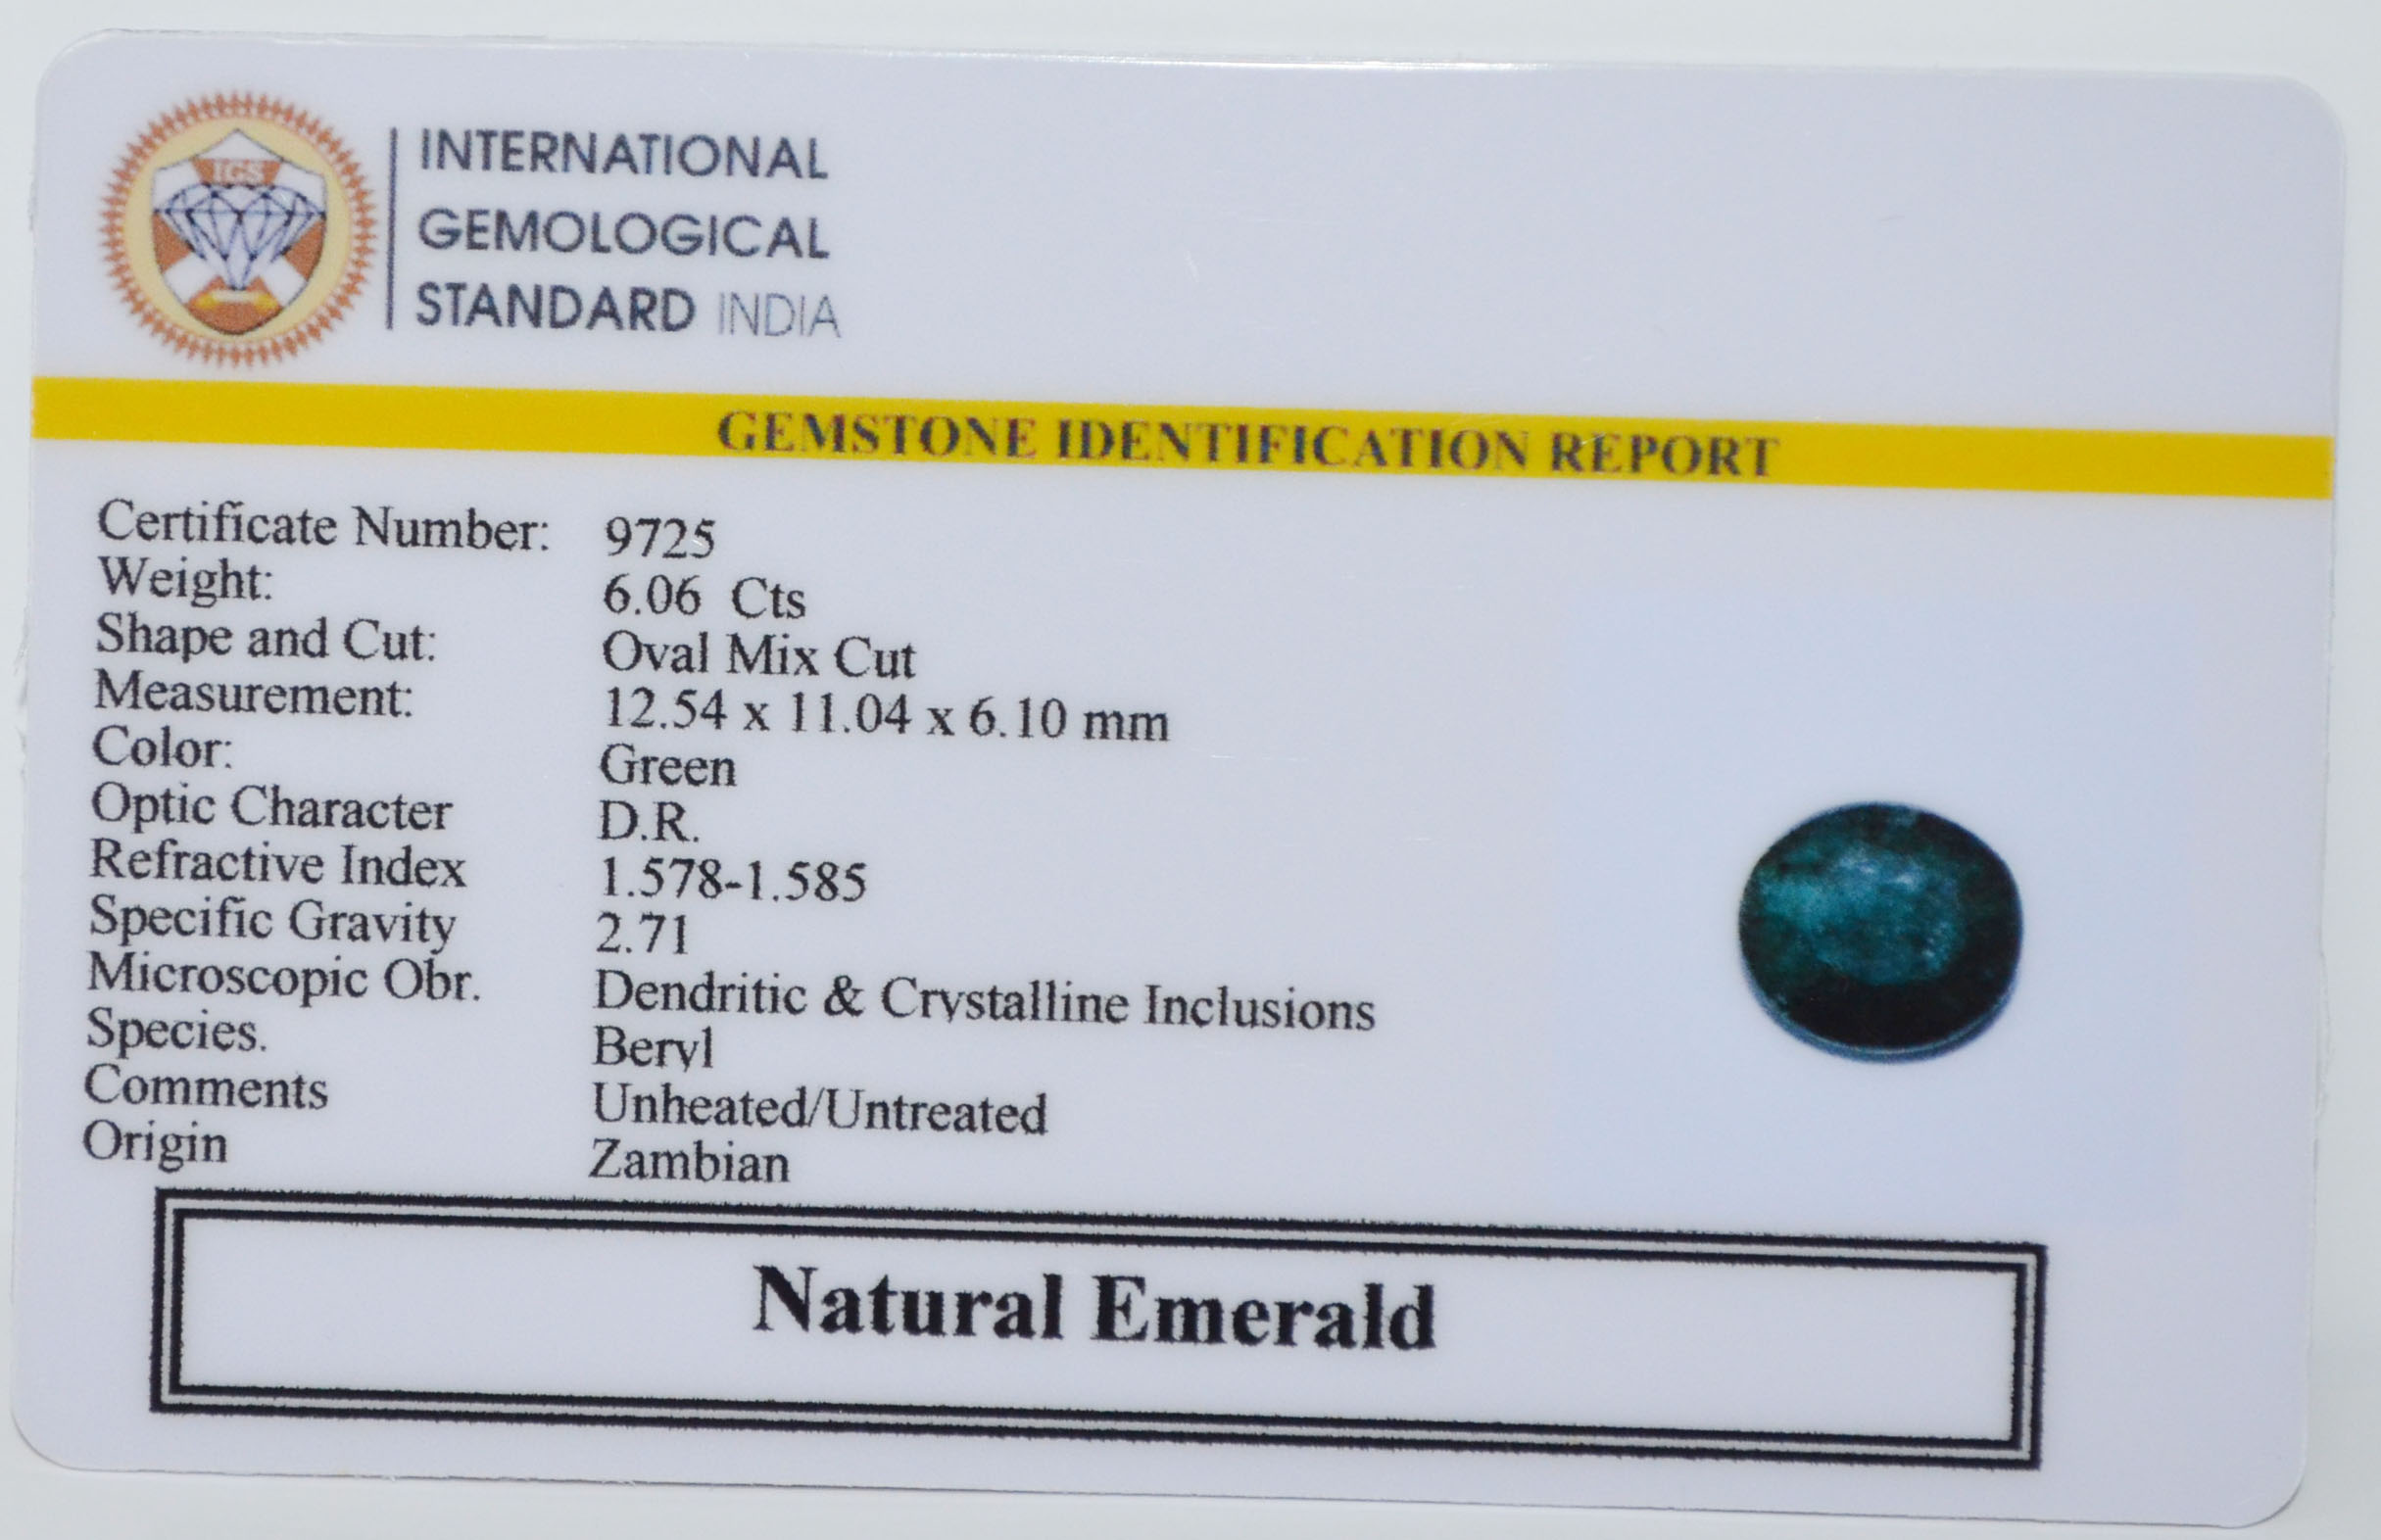 IGS
INTERNATIONAL
GEMOLOGICAL
STANDARD INDIA
GEMSTONE IDENTIFICATION REPORT
Certificate Number: 9725
Weight: 6.06 Cts
Shape and Cut: Oval Mix Cut
Measurement: 12.54 x 11.04 x 6.10 mm
Color: Green
Optic Character D.R.
Refractive Index 1.578-1.585
Specific Gravity 2.71
Microscopic Obr. Dendritic & Crystalline Inclusions
Species. Beryl
Comments Unheated/Untreated
Origin Zambian
Natural Emerald